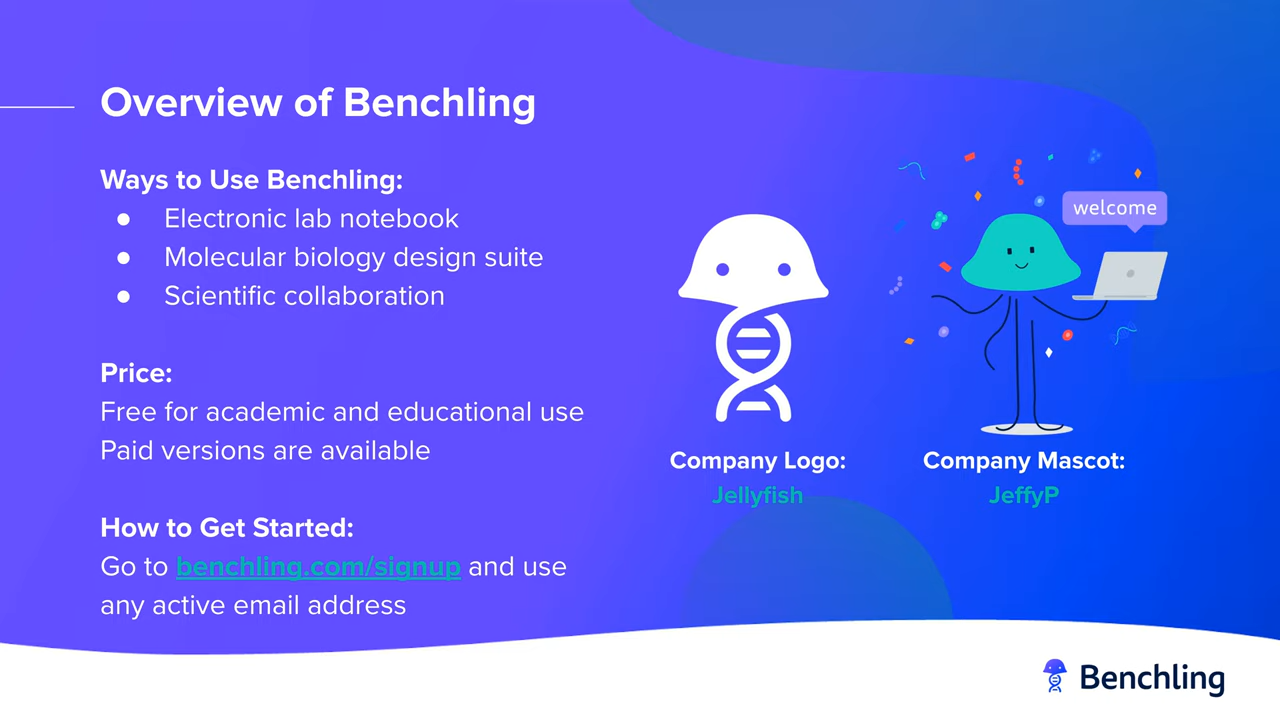 Overview of Benchling
Ways to Use Benchling:
● Electronic lab notebook
● Molecular biology design suite
● Scientific collaboration
Price:
Free for academic and educational use
Paid versions are available
How to Get Started:
Go to benchling.com/signup and use
any active email address
welcome
Company Logo:
Jellyfish
Company Mascot:
JeffyP
Benchling